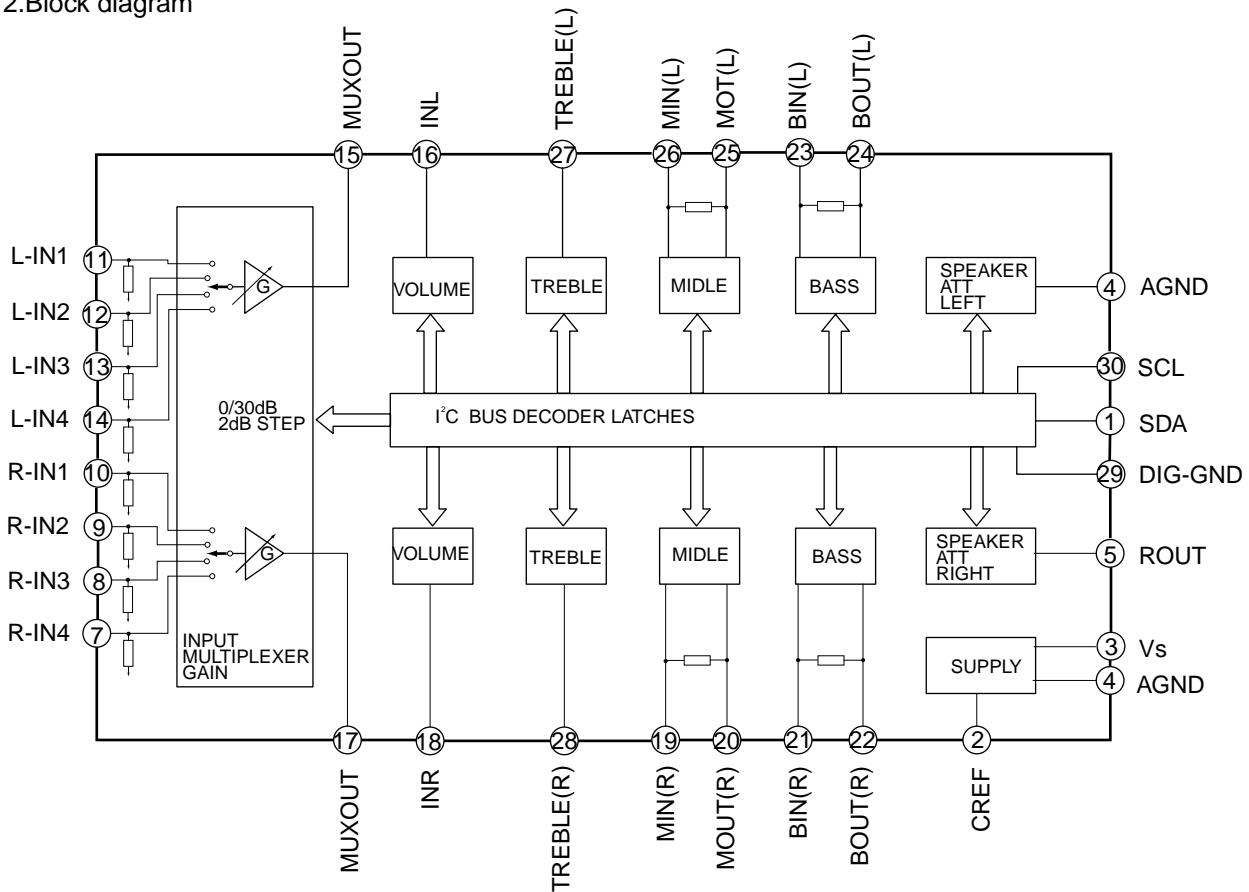 2.Block diagram
MUXOUT
INL
TREBLE(L)
MIN(L)
MOT(L)
BIN(L)
BOUT(L)
15
16
27
26
25
23
24
L-IN1
11
L-IN2
12
L-IN3
13
L-IN4
14
R-IN1
10
R-IN2
9
R-IN3
8
R-IN4
7
G
G
0/30dB
2dB STEP
INPUT
MULTIPLEXER
GAIN
VOLUME
TREBLE
MIDLE
BASS
SPEAKER
ATT
LEFT
4
AGND
I²C BUS DECODER LATCHES
30
SCL
1
SDA
29
DIG-GND
VOLUME
TREBLE
MIDLE
BASS
SPEAKER
ATT
RIGHT
5
ROUT
SUPPLY
3
Vs
4
AGND
17
18
28
19
20
21
22
2
MUXOUT
INR
TREBLE(R)
MIN(R)
MOUT(R)
BIN(R)
BOUT(R)
CREF